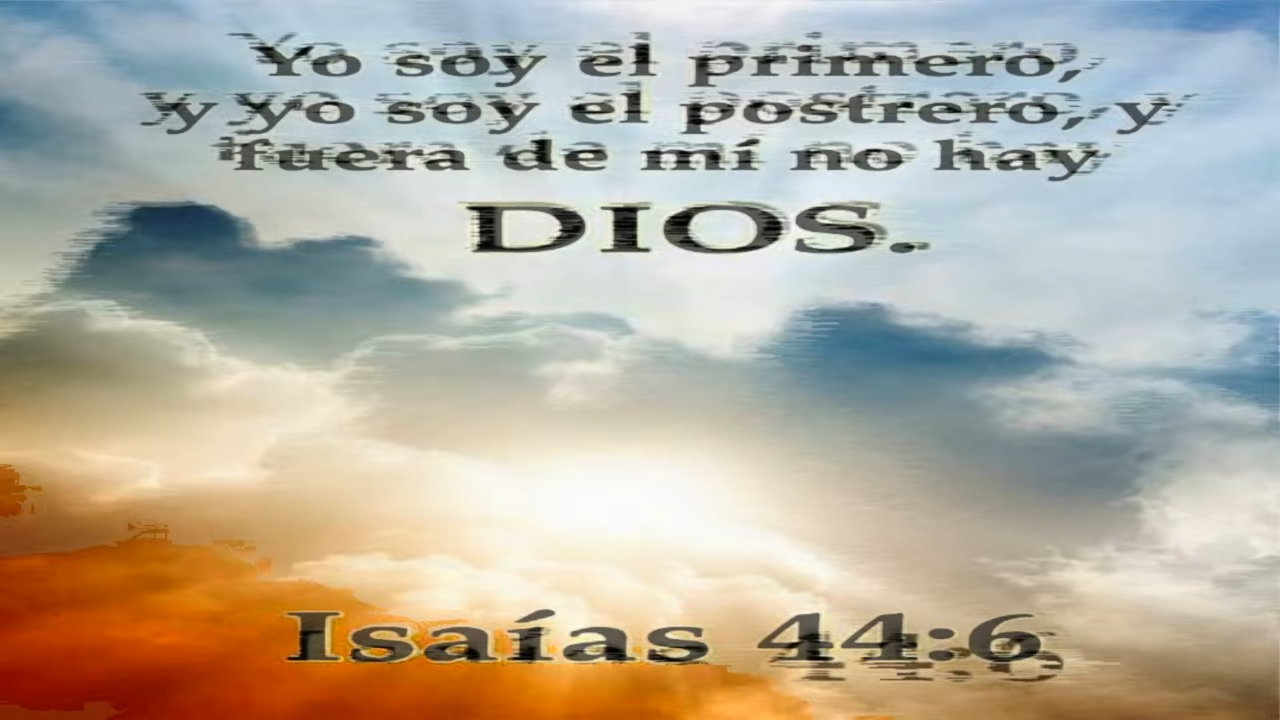 Yo soy el primero,
y yo soy el postrero, y
fuera de mí no hay
DIOS.
Isaías 44:6